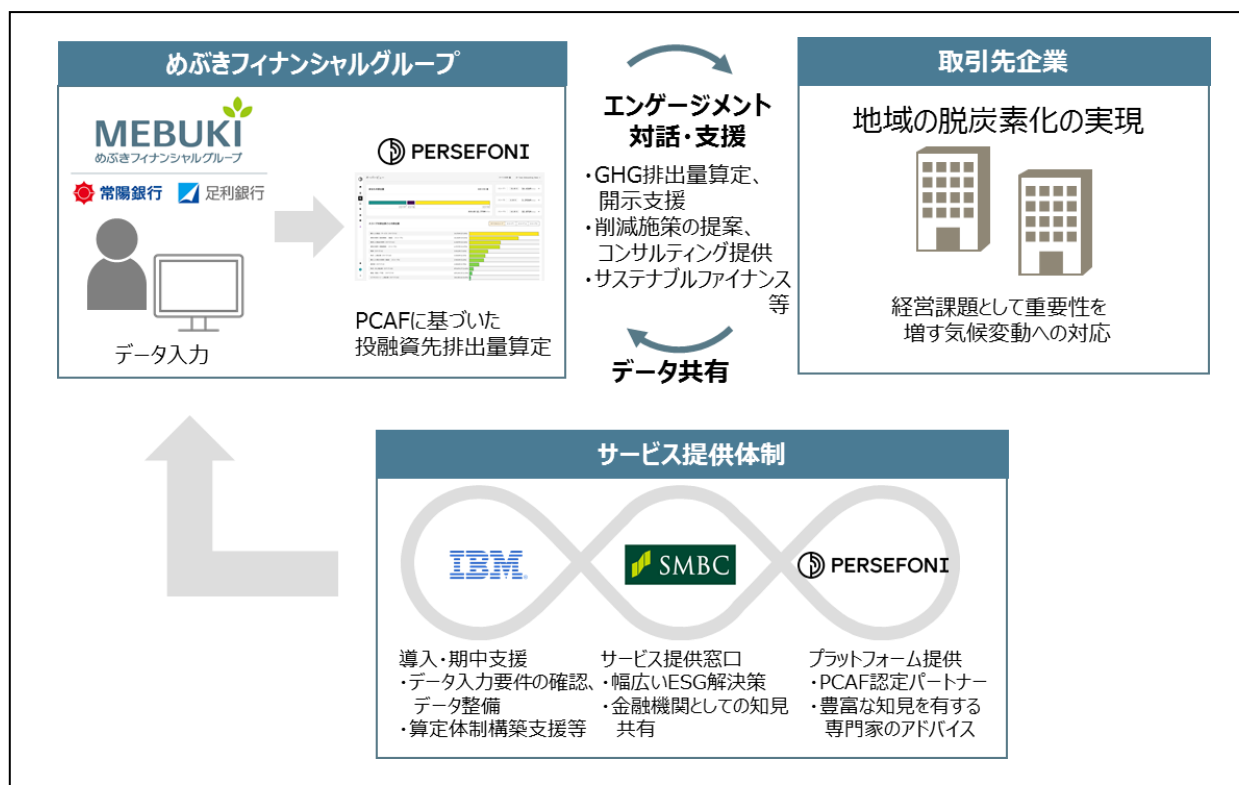 めぶきフィナンシャルグループ
MEBUKI
めぶきフィナンシャルグループ
常陽銀行 足利銀行
データ入力
PERSEFONI
PCAFに基づいた
投融資先排出量算定
エンゲージメント
対話・支援
・GHG排出量算定、
開示支援
・削減施策の提案、
コンサルティング提供
・サステナブルファイナンス
等
データ共有
取引先企業
地域の脱炭素化の実現
経営課題として重要性を
増す気候変動への対応
サービス提供体制
IBM®
導入・期中支援
・データ入力要件の確認、
データ整備
・算定体制構築支援等
SMBC
サービス提供窓口
・幅広いESG解決策
・金融機関としての知見
共有
PERSEFONI
プラットフォーム提供
・PCAF認定パートナー
・豊富な知見を有する
専門家のアドバイス